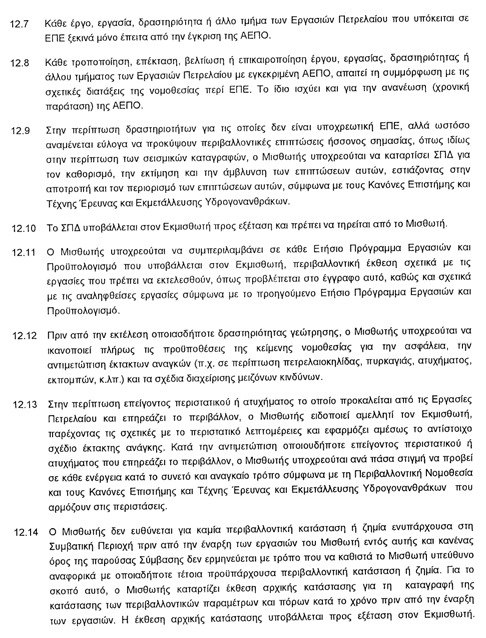 12.7 Κάθε έργο, εργασία, δραστηριότητα ή άλλο τμήμα των Εργασιών Πετρελαίου που υπόκειται σε
ΕΠΕ ξεκινά μόνο έπειτα από την έγκριση της ΑΕΠΟ.
12.8 Κάθε τροποποίηση, επέκταση, βελτίωση ή επικαιροποίηση έργου, εργασίας, δραστηριότητας ή
άλλου τμήματος των Εργασιών Πετρελαίου με εγκεκριμένη ΑΕΠΟ, απαιτεί τη συμμόρφωση με τις
σχετικές διατάξεις της νομοθεσίας περί ΕΠΕ. Το ίδιο ισχύει και για την ανανέωση (χρονική
παράταση) της ΑΕΠΟ.
12.9 Στην περίπτωση δραστηριοτήτων για τις οποίες δεν είναι υποχρεωτική ΕΠΕ, αλλά ωστόσο
αναμένεται εύλογα να προκύψουν περιβαλλοντικές επιπτώσεις ήσσονος σημασίας, όπως ιδίως
στην περίπτωση των σεισμικών καταγραφών, ο Μισθωτής υποχρεούται να καταρτίσει ΣΠΔ για
τον καθορισμό, την εκτίμηση και την άμβλυνση των επιπτώσεων αυτών, εστιάζοντας στην
αποτροπή και τον περιορισμό των επιπτώσεων αυτών, σύμφωνα με τους Κανόνες Επιστήμης και
Τέχνης Έρευνας και Εκμετάλλευσης Υδρογονανθράκων.
12.10 Το ΣΠΔ υποβάλλεται στον Εκμισθωτή προς εξέταση και πρέπει να τηρείται από το Μισθωτή.
12.11 Ο Μισθωτής υποχρεούται να συμπεριλαμβάνει σε κάθε Ετήσιο Πρόγραμμα Εργασιών και
Προϋπολογισμό που υποβάλλεται στον Εκμισθωτή, περιβαλλοντική έκθεση σχετικά με τις
εργασίες που πρέπει να εκτελεσθούν, όπως προβλέπεται στο έγγραφο αυτό, καθώς και σχετικά
με τις αναληφθείσες εργασίες σύμφωνα με το προηγούμενο Ετήσιο Πρόγραμμα Εργασιών και
Προϋπολογισμό.
12.12 Πριν από την εκτέλεση οποιασδήποτε δραστηριότητας γεώτρησης, ο Μισθωτής υποχρεούται να
ικανοποιεί πλήρως τις προϋποθέσεις της κείμενης νομοθεσίας για την ασφάλεια, την
αντιμετώπιση έκτακτων αναγκών (π.χ. σε περίπτωση πετρελαιοκηλίδας, πυρκαγιάς, ατυχήματος,
εκπομπών, κ.λπ.) και τα σχέδια διαχείρισης μειζόνων κινδύνων.
12.13 Στην περίπτωση επείγοντος περιστατικού ή ατυχήματος το οποίο προκαλείται από τις Εργασίες
Πετρελαίου και επηρεάζει το περιβάλλον, ο Μισθωτής ειδοποιεί αμελλητί τον Εκμισθωτή,
παρέχοντας τις σχετικές με το περιστατικό λεπτομέρειες και εφαρμόζει αμέσως το αντίστοιχο
σχέδιο έκτακτης ανάγκης. Κατά την αντιμετώπιση οποιουδήποτε επείγοντος περιστατικού ή
ατυχήματος που επηρεάζει το περιβάλλον, ο Μισθωτής υποχρεούται ανά πάσα στιγμή να προβεί
σε κάθε ενέργεια κατά το συνετό και αναγκαίο τρόπο σύμφωνα με τη Περιβαλλοντική Νομοθεσία
και τους Κανόνες Επιστήμης και Τέχνης Έρευνας και Εκμετάλλευσης Υδρογονανθράκων που
αρμόζουν στις περιστάσεις.
12.14 Ο Μισθωτής δεν ευθύνεται για καμία περιβαλλοντική κατάσταση ή ζημία ενυπάρχουσα στη
Συμβατική Περιοχή πριν από την έναρξη των εργασιών του Μισθωτή εντός αυτής και κανένας
όρος της παρούσας Σύμβασης δεν ερμηνεύεται με τρόπο που να καθιστά το Μισθωτή υπεύθυνο
αναφορικά με οποιαδήποτε τέτοια προϋπάρχουσα περιβαλλοντική κατάσταση ή ζημία. Για το
σκοπό αυτό, ο Μισθωτής καταρτίζει έκθεση αρχικής κατάστασης για τη καταγραφή της
κατάστασης των περιβαλλοντικών παραμέτρων και πόρων κατά το χρόνο πριν από την έναρξη
των εργασιών. Η έκθεση αρχικής κατάστασης υποβάλλεται προς εξέταση στον Εκμισθωτή.